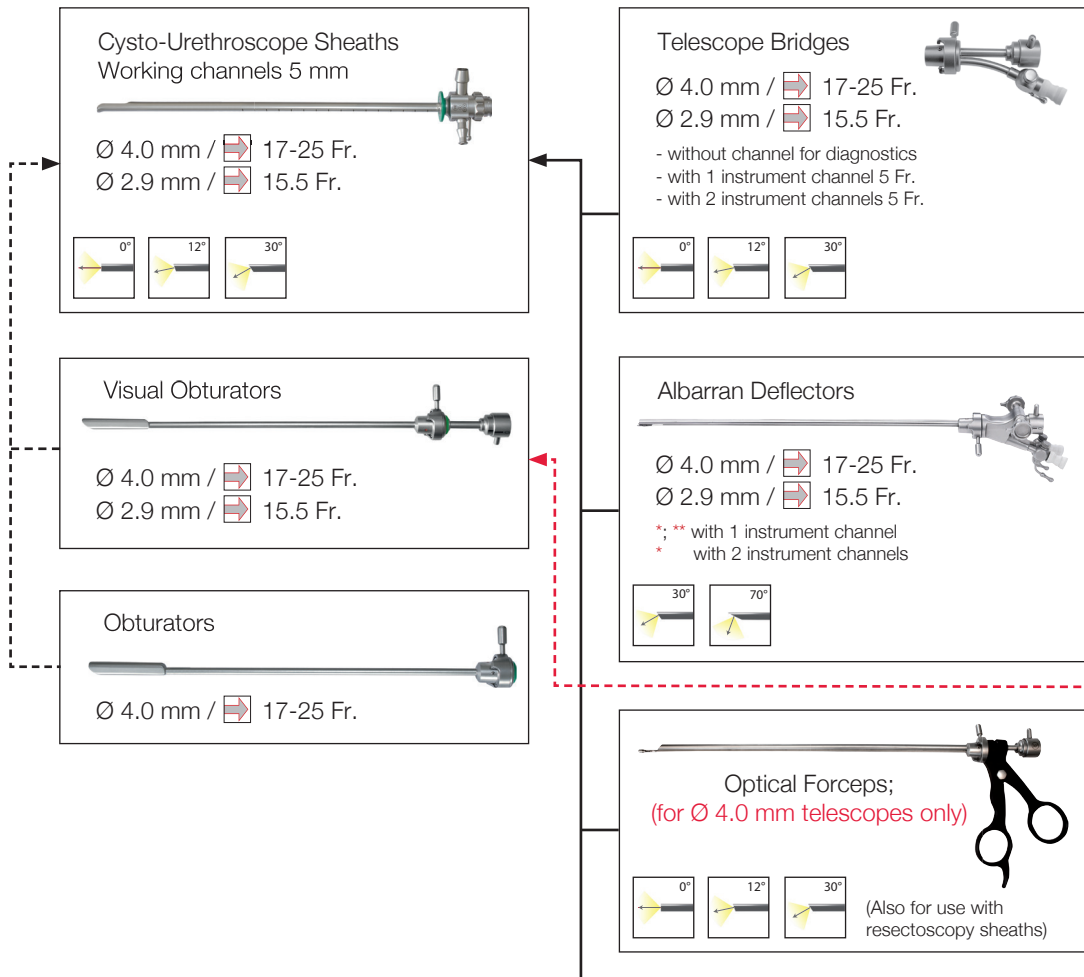 Cysto-Urethroscope Sheaths
Working channels 5 mm
Ø 4.0 mm / 17-25 Fr.
Ø 2.9 mm / 15.5 Fr.
0° 12° 30°
Visual Obturators
Ø 4.0 mm / 17-25 Fr.
Ø 2.9 mm / 15.5 Fr.
Obturators
Ø 4.0 mm / 17-25 Fr.
Telescope Bridges
Ø 4.0 mm / 17-25 Fr.
Ø 2.9 mm / 15.5 Fr.
- without channel for diagnostics
- with 1 instrument channel 5 Fr.
- with 2 instrument channels 5 Fr.
0° 12° 30°
Albarran Deflectors
Ø 4.0 mm / 17-25 Fr.
Ø 2.9 mm / 15.5 Fr.
*; ** with 1 instrument channel
* with 2 instrument channels
30° 70°
Optical Forceps;
(for Ø 4.0 mm telescopes only)
0° 12° 30°
(Also for use with
resectoscopy sheaths)